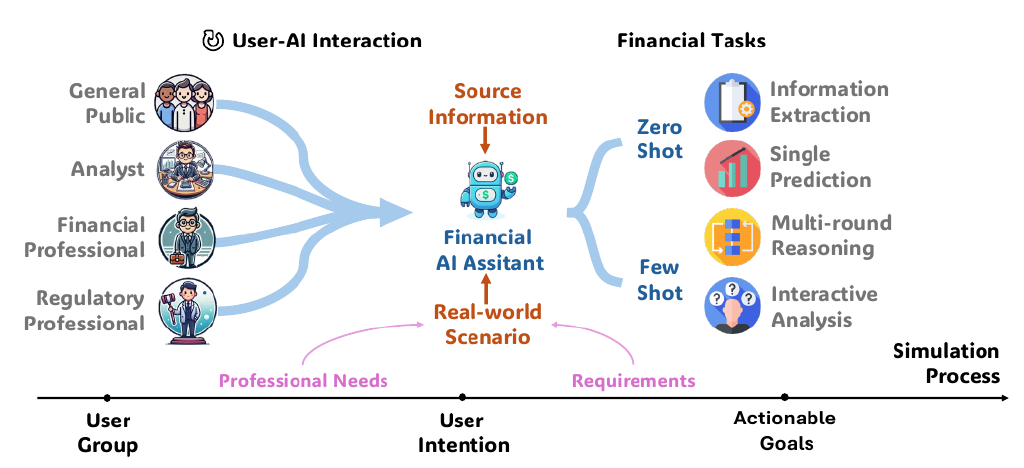 User-AI Interaction
Financial Tasks
General
Public
Analyst
Financial
Professional
Regulatory
Professional
Source
Information
$
$
Financial
AI Assitant
Real-world
Scenario
Zero
Shot
Few
Shot
Information
Extraction
Single
Prediction
Multi-round
Reasoning
? ? ?
Interactive
Analysis
Professional Needs
Requirements
Simulation
Process
User
Group
User
Intention
Actionable
Goals